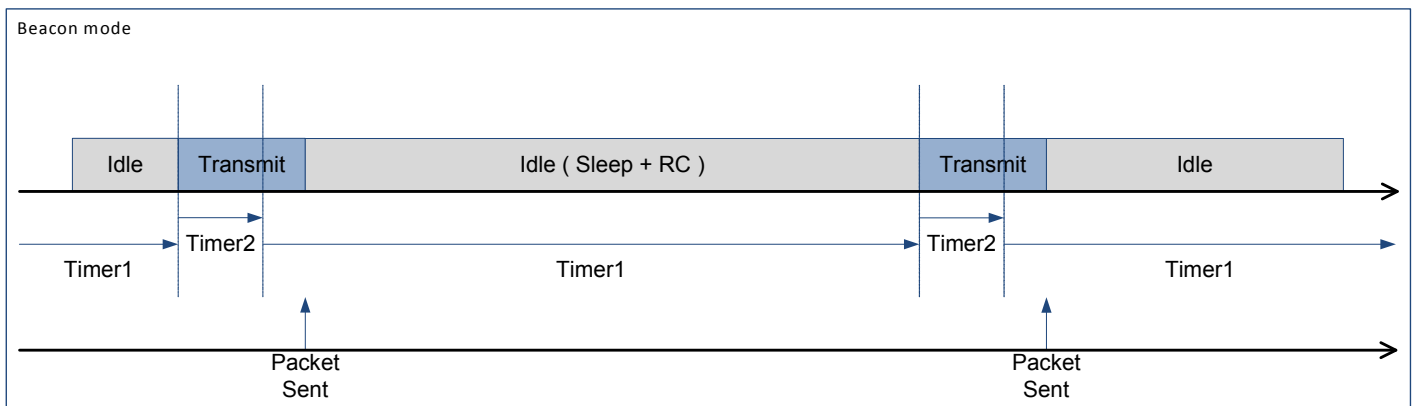 Beacon mode
Idle
Transmit
Idle ( Sleep + RC )
Transmit
Idle
Timer2
Timer2
Timer1
Timer1
Timer1
Packet
Sent
Packet
Sent